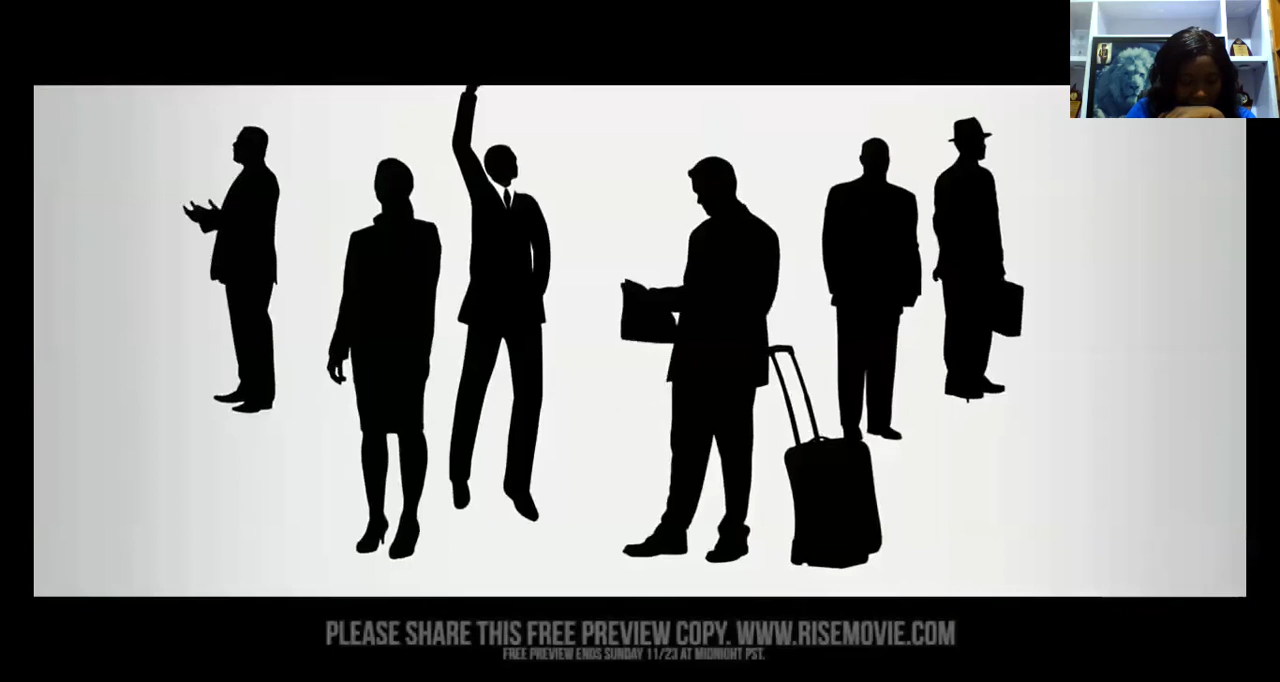 PLEASE SHARE THIS FREE PREVIEW COPY. WWW.RISEMOVIE.COM
FREE PREVIEW ENDS SUNDAY 11/23 AT MIDNIGHT PST.